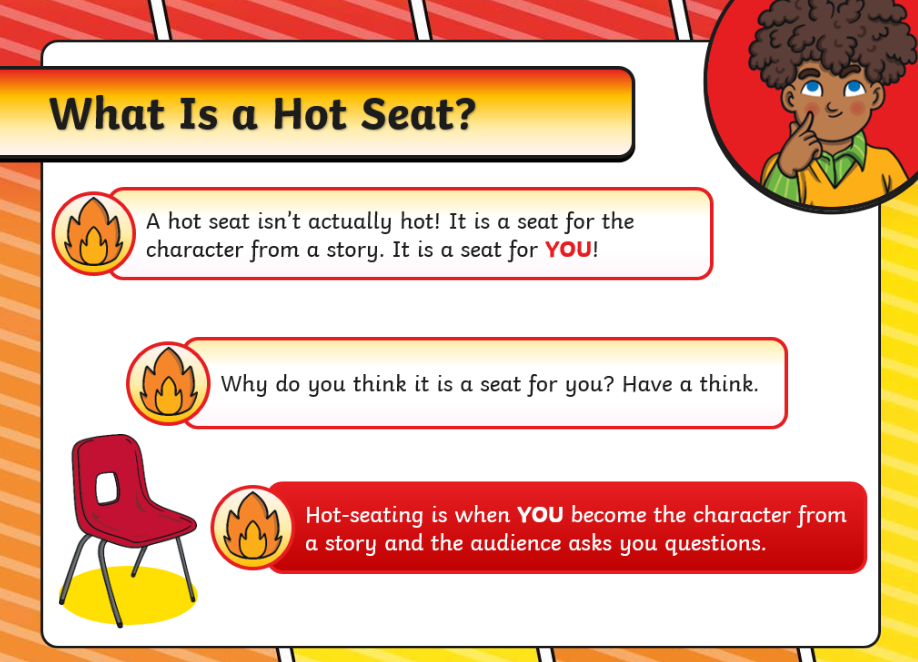 What Is a Hot Seat?
A hot seat isn't actually hot! It is a seat for the
character from a story. It is a seat for YOU!
Why do you think it is a seat for you? Have a think.
Hot-seating is when YOU become the character from
a story and the audience asks you questions.